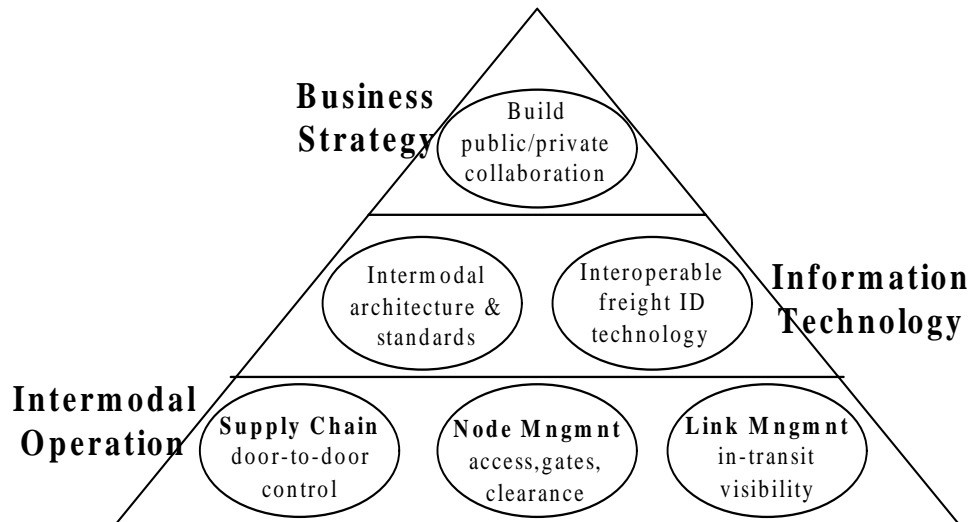 Business
Strategy
Build
public/private
collaboration
Intermodal
architecture &
standards
Interoperable
freight ID
technology
Information
Technology
Intermodal
Operation
Supply Chain
door-to-door
control
Node Mngmnt
access,gates,
clearance
Link Mngmnt
in-transit
visibility